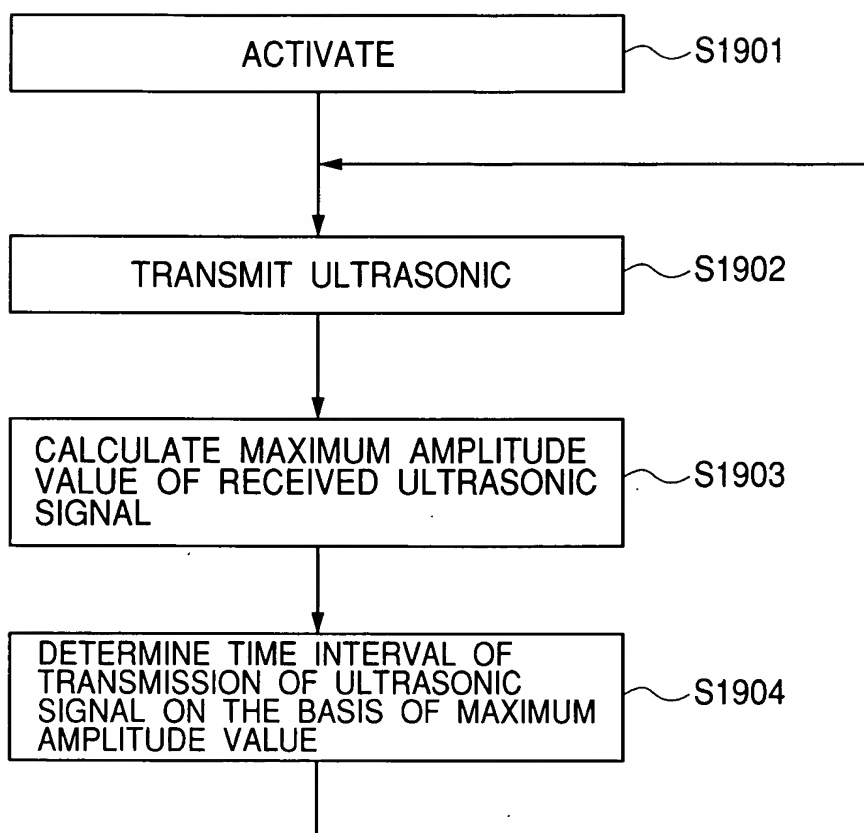 ACTIVATE
S1901
TRANSMIT ULTRASONIC
S1902
CALCULATE MAXIMUM AMPLITUDE
VALUE OF RECEIVED ULTRASONIC
SIGNAL
S1903
DETERMINE TIME INTERVAL OF
TRANSMISSION OF ULTRASONIC
SIGNAL ON THE BASIS OF MAXIMUM
AMPLITUDE VALUE
S1904